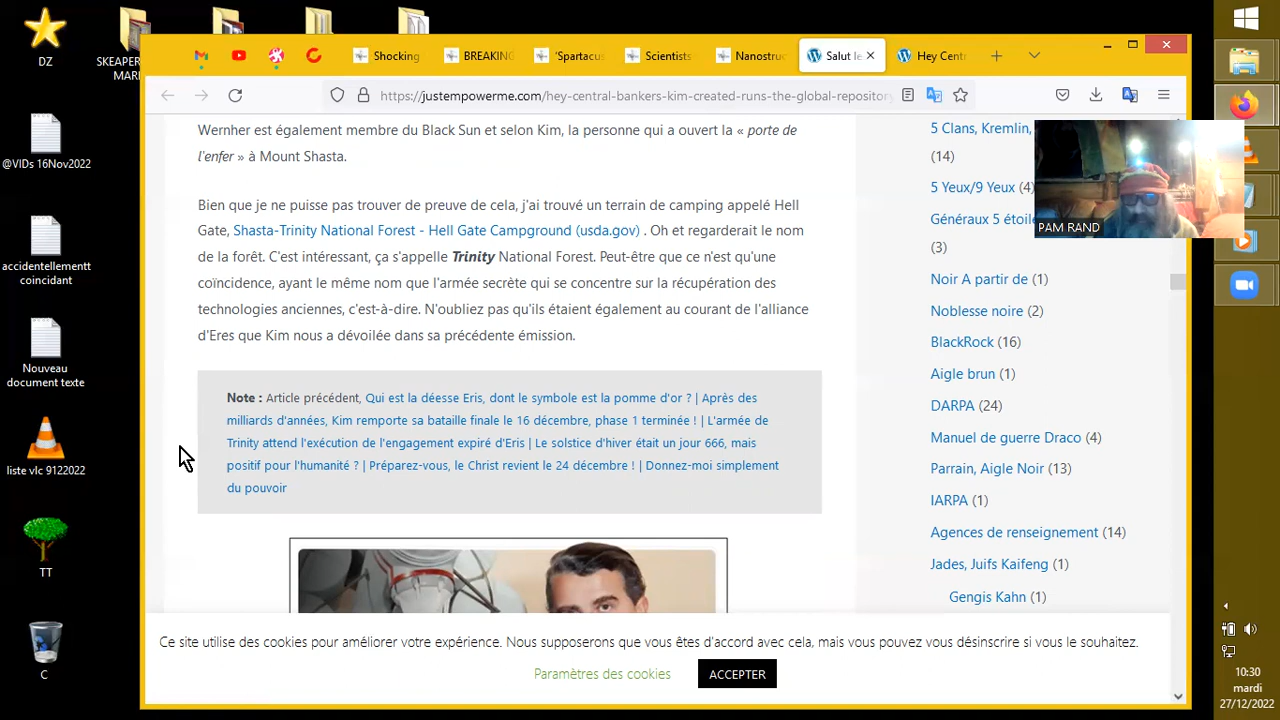 DZ
SKEAPER
MARI
@VIDs 16Nov2022
accidentellementt
coincidant
Nouveau
document texte
liste vlc 9122022
TT
C
Shocking
BREAKING
'Spartacus
Scientists
Nanostruc
Salut le
Hey Centr
https://justempowerme.com/hey-central-bankers-kim-created-runs-the-global-repository
Wernher est également membre du Black Sun et selon Kim, la personne qui a ouvert la « porte de
l'enfer » à Mount Shasta.
Bien que je ne puisse pas trouver de preuve de cela, j'ai trouvé un terrain de camping appelé Hell
Gate, Shasta-Trinity National Forest - Hell Gate Campground (usda.gov) . Oh et regarderait le nom
de la forêt. C'est intéressant, ça s'appelle Trinity National Forest. Peut-être que ce n'est qu'une
coïncidence, ayant le même nom que l'armée secrète qui se concentre sur la récupération des
technologies anciennes, c'est-à-dire. N'oubliez pas qu'ils étaient également au courant de l'alliance
d'Eres que Kim nous a dévoilée dans sa précédente émission.
Note : Article précédent, Qui est la déesse Eris, dont le symbole est la pomme d'or ? | Après des
milliards d'années, Kim remporte sa bataille finale le 16 décembre, phase 1 terminée ! | L'armée de
Trinity attend l'exécution de l'engagement expiré d'Eris | Le solstice d'hiver était un jour 666, mais
positif pour l'humanité ? | Préparez-vous, le Christ revient le 24 décembre ! | Donnez-moi simplement
du pouvoir
5 Clans, Kremlin,
(14)
5 Yeux/9 Yeux (4)
Généraux 5 étoile
(3)
Noir A partir de (1)
Noblesse noire (2)
BlackRock (16)
Aigle brun (1)
DARPA (24)
Manuel de guerre Draco (4)
Parrain, Aigle Noir (13)
IARPA (1)
Agences de renseignement (14)
Jades, Juifs Kaifeng (1)
Gengis Kahn (1)
PAM RAND
Ce site utilise des cookies pour améliorer votre expérience. Nous supposerons que vous êtes d'accord avec cela, mais vous pouvez vous désinscrire si vous le souhaitez.
Paramètres des cookies
ACCEPTER
10:30
mardi
27/12/2022